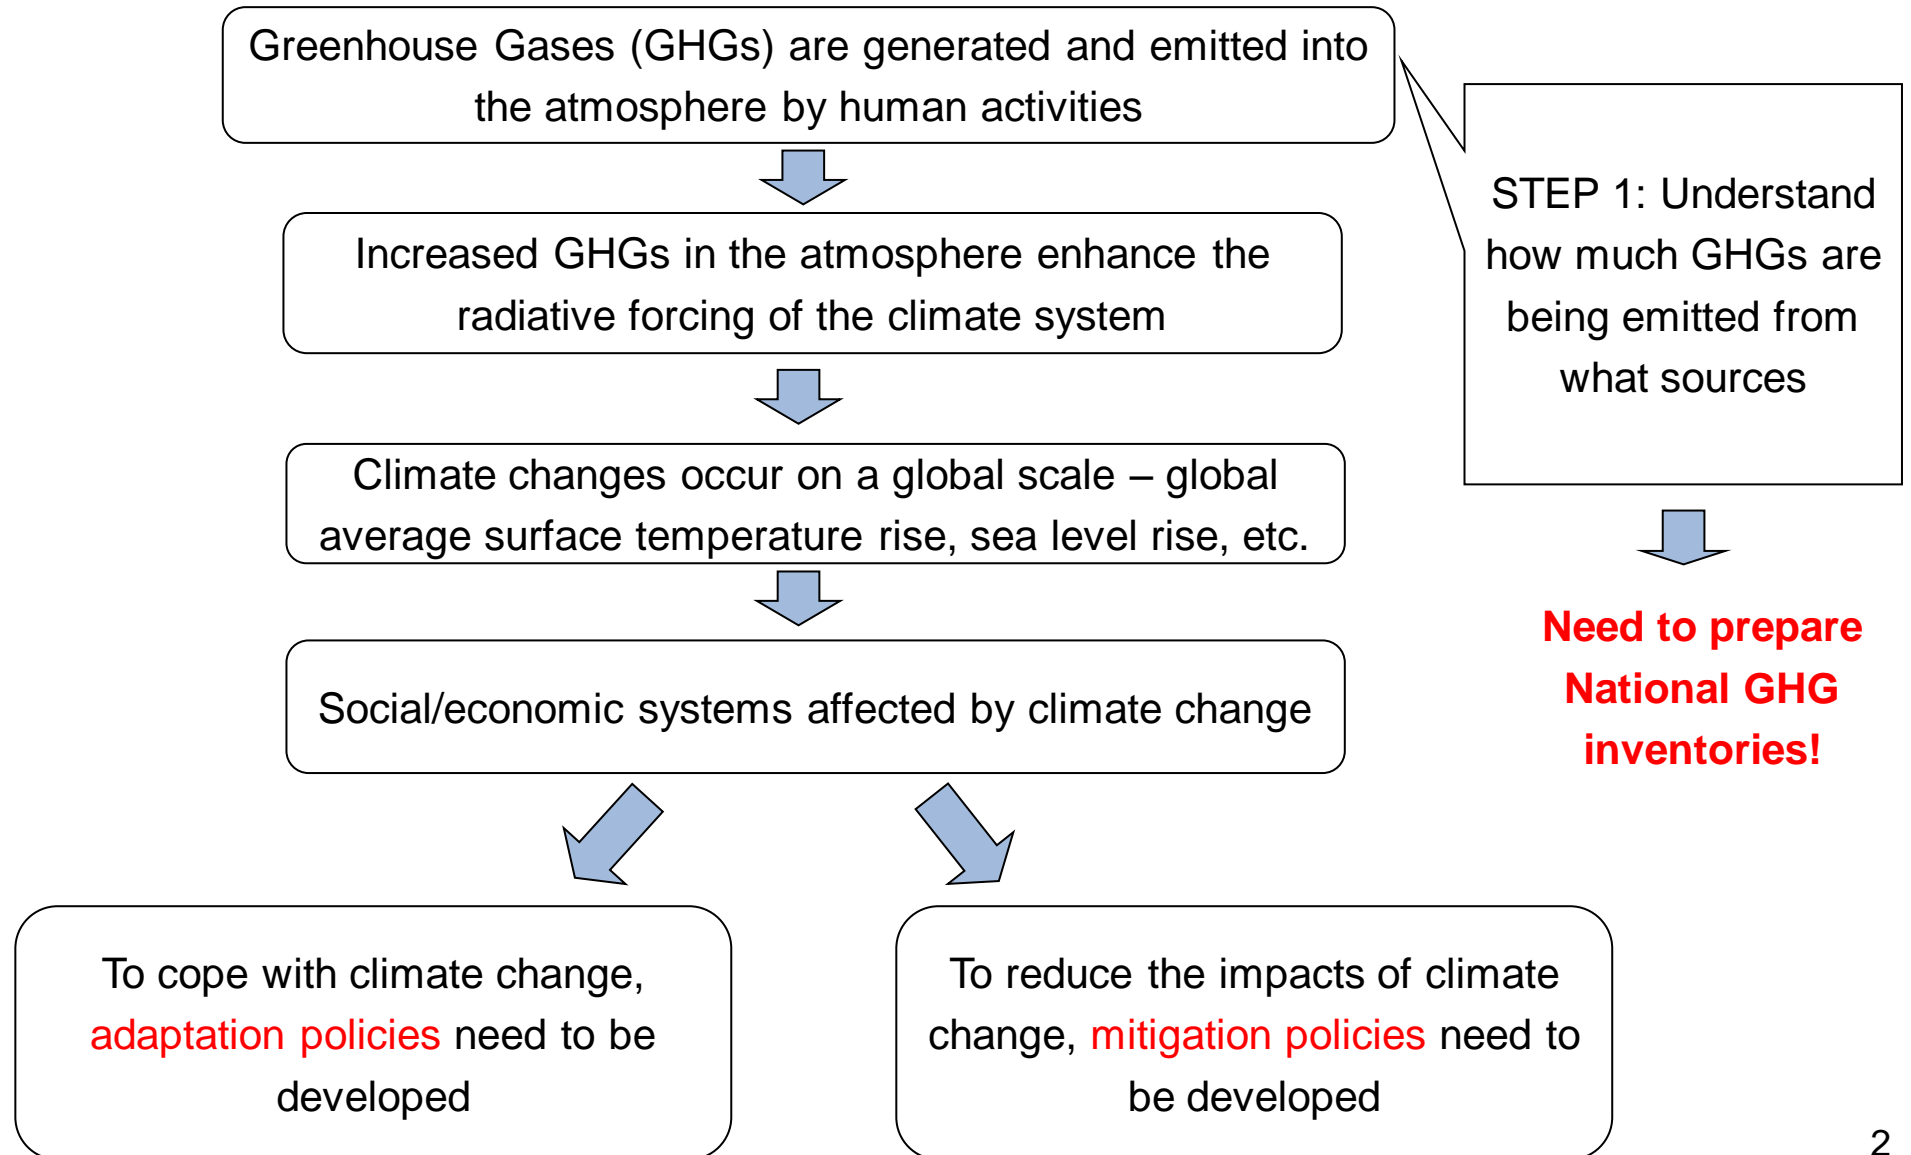 Greenhouse Gases (GHGs) are generated and emitted into
the atmosphere by human activities
Increased GHGs in the atmosphere enhance the
radiative forcing of the climate system
Climate changes occur on a global scale – global
average surface temperature rise, sea level rise, etc.
Social/economic systems affected by climate change
To cope with climate change,
adaptation policies need to be
developed
To reduce the impacts of climate
change, mitigation policies need to
be developed
STEP 1: Understand
how much GHGs are
being emitted from
what sources
Need to prepare
National GHG
inventories!
2